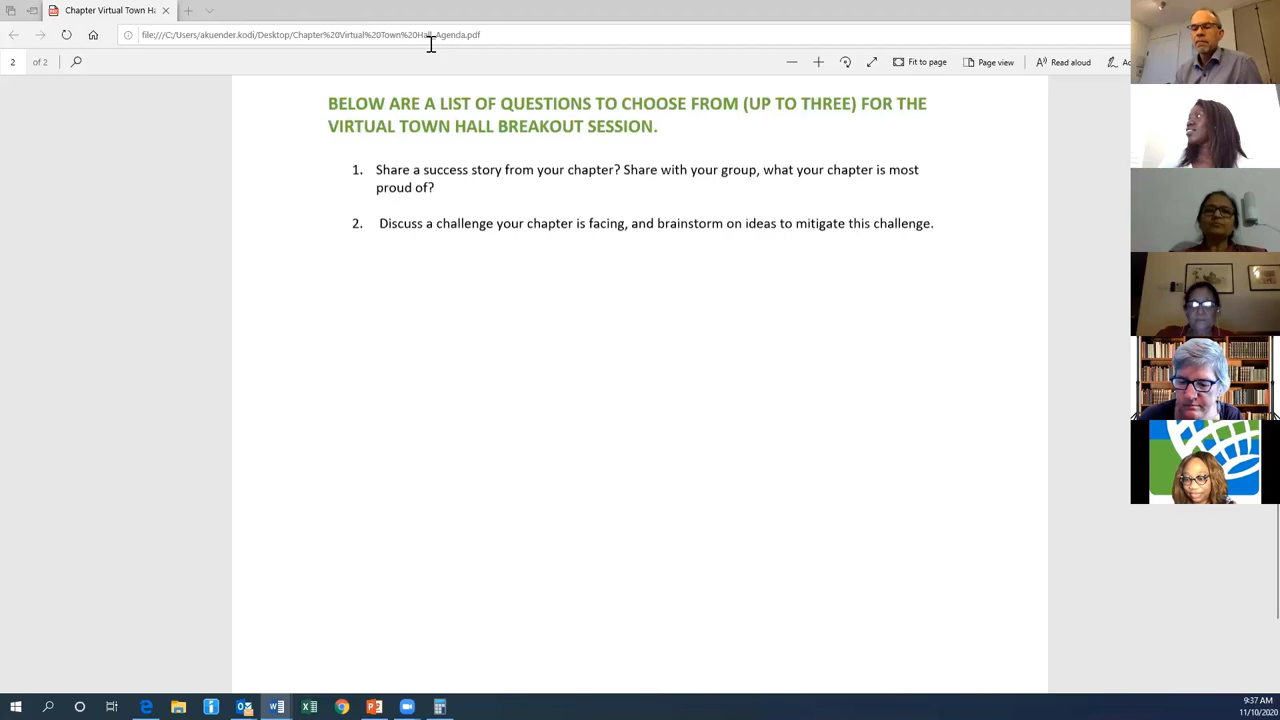 Chapter Virtual Town Ha
file:///C:/Users/akuender.kodi/Desktop/Chapter%20Virtual%20Town%20Hall_Agenda.pdf
2 of 2
Fit to page
Page view
Read aloud
BELOW ARE A LIST OF QUESTIONS TO CHOOSE FROM (UP TO THREE) FOR THE
VIRTUAL TOWN HALL BREAKOUT SESSION.
1. Share a success story from your chapter? Share with your group, what your chapter is most
proud of?
2. Discuss a challenge your chapter is facing, and brainstorm on ideas to mitigate this challenge.
9:37 AM
11/10/2020